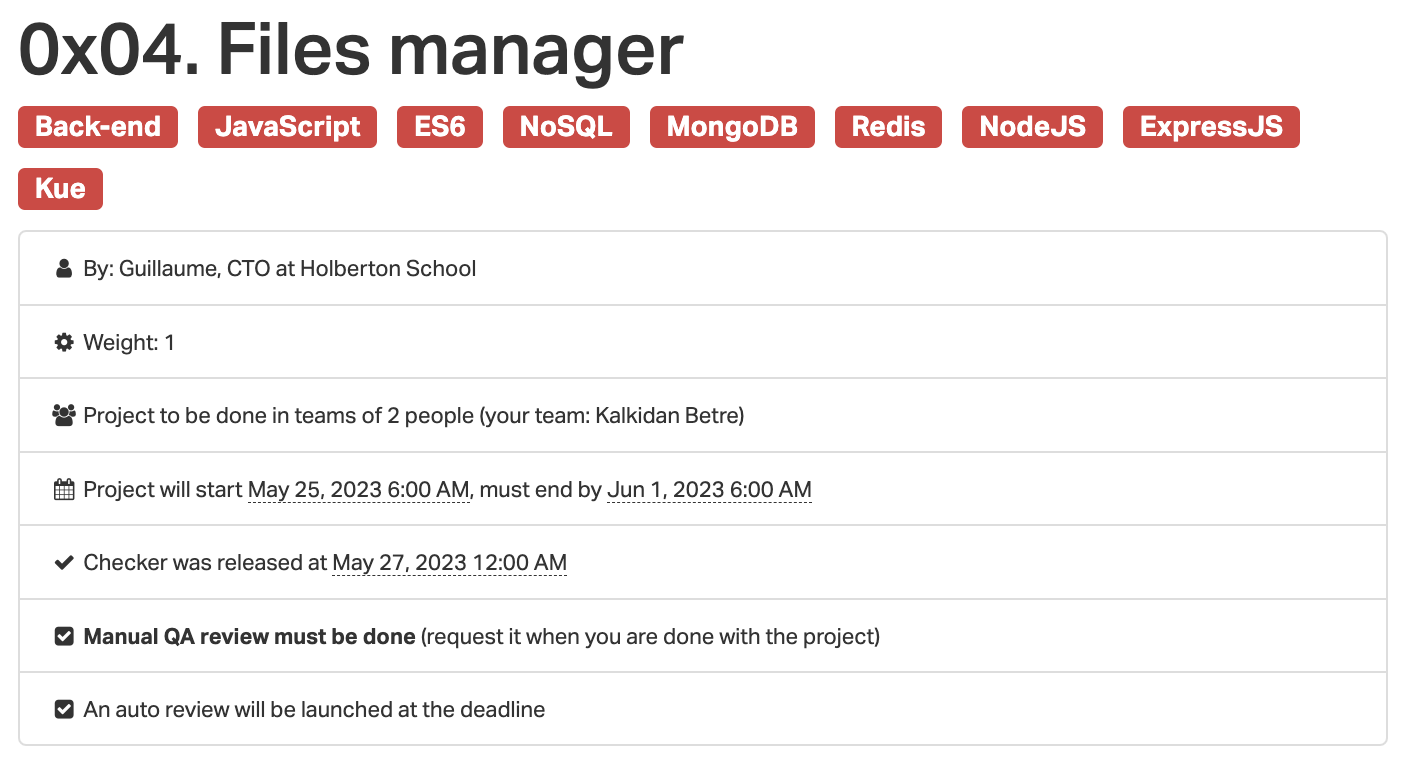 0x04. Files manager
Back-end JavaScript ES6 NoSQL MongoDB Redis NodeJS ExpressJS
Kue
By: Guillaume, CTO at Holberton School
Weight: 1
Project to be done in teams of 2 people (your team: Kalkidan Betre)
Project will start May 25, 2023 6:00 AM, must end by Jun 1, 2023 6:00 AM
Checker was released at May 27, 2023 12:00 AM
Manual QA review must be done (request it when you are done with the project)
An auto review will be launched at the deadline